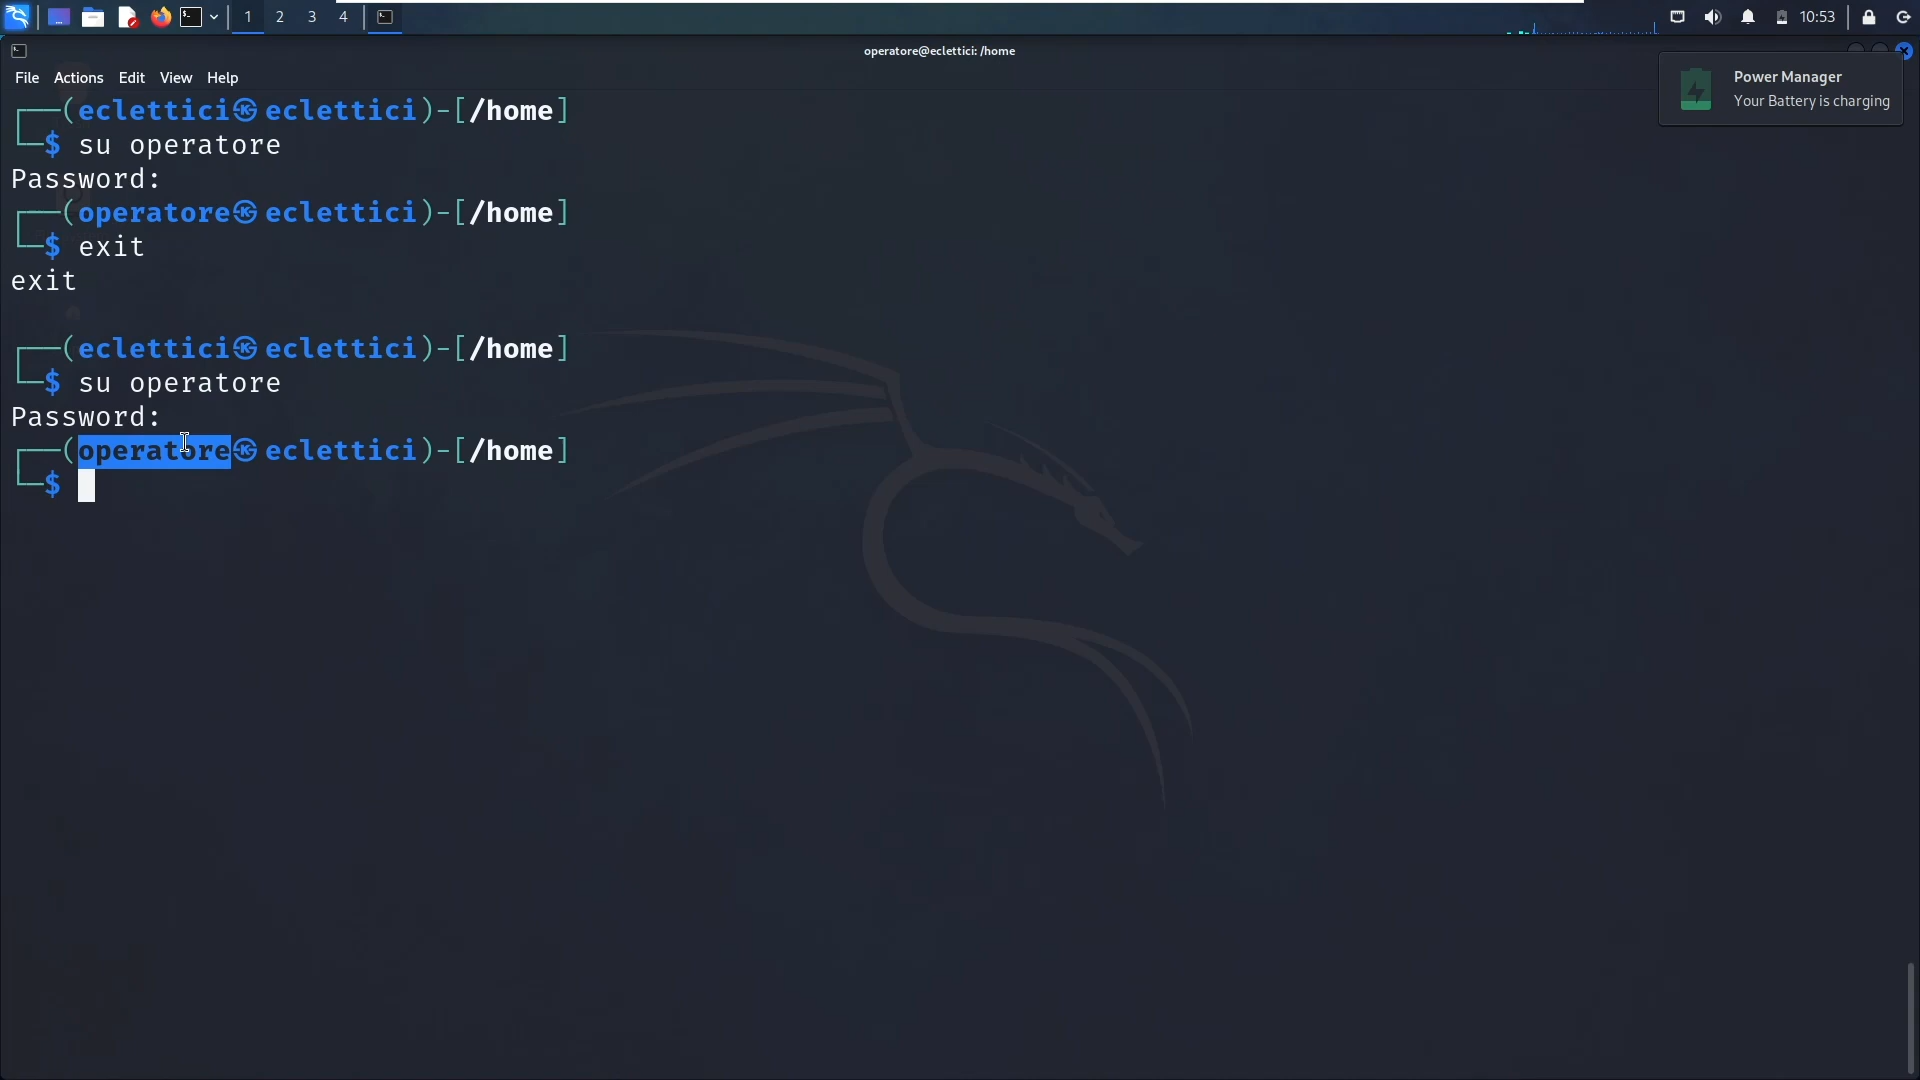 1 2 3 4 10:53
operatore@eclettici: /home
File Actions Edit View Help
Power Manager
Your Battery is charging
┌──(eclettici㉿eclettici)-[/home]
└─$ su operatore
Password:
┌──(operatore㉿eclettici)-[/home]
└─$ exit
exit
┌──(eclettici㉿eclettici)-[/home]
└─$ su operatore
Password:
┌──(operatore㉿eclettici)-[/home]
└─$